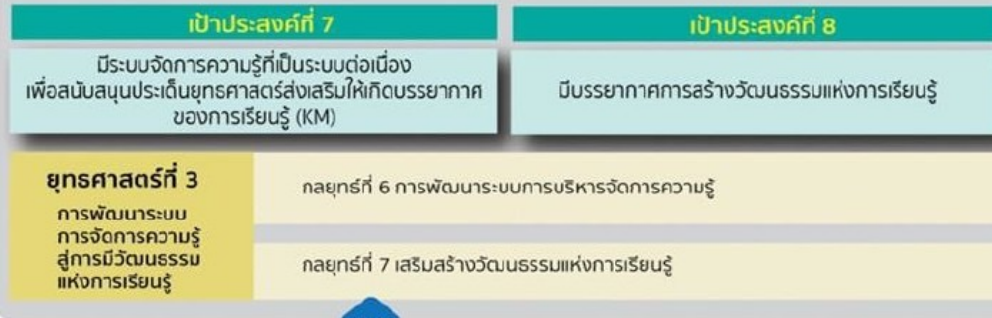 เป้าประสงค์ที่ 7
มีระบบจัดการความรู้ที่เป็นระบบต่อเนื่อง
เพื่อสนับสนุนประเด็นยุทธศาสตร์ส่งเสริมให้เกิดบรรยากาศ
ของการเรียนรู้ (KM)
เป้าประสงค์ที่ 8
มีบรรยากาศการสร้างวัฒนธรรมแห่งการเรียนรู้
ยุทธศาสตร์ที่ 3
การพัฒนาระบบ
การจัดการความรู้
สู่การมีวัฒนธรรม
แห่งการเรียนรู้
กลยุทธ์ที่ 6 การพัฒนาระบบการบริหารจัดการความรู้
กลยุทธ์ที่ 7 เสริมสร้างวัฒนธรรมแห่งการเรียนรู้